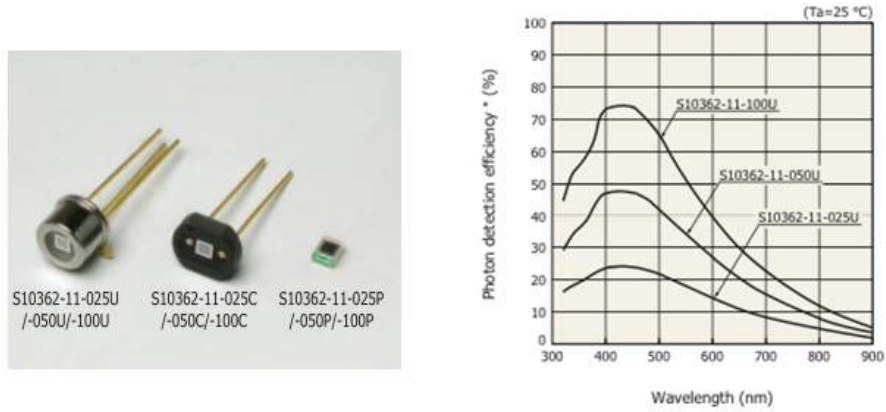 S10362-11-025U
/-050U/-100U
S10362-11-025C
/-050C/-100C
S10362-11-025P
/-050P/-100P
(Ta=25 °C)
Photon detection efficiency * (%)
100
90
80
70
60
50
40
30
20
10
0
S10362-11-100U
S10362-11-050U
S10362-11-025U
300 400 500 600 700 800 900
Wavelength (nm)